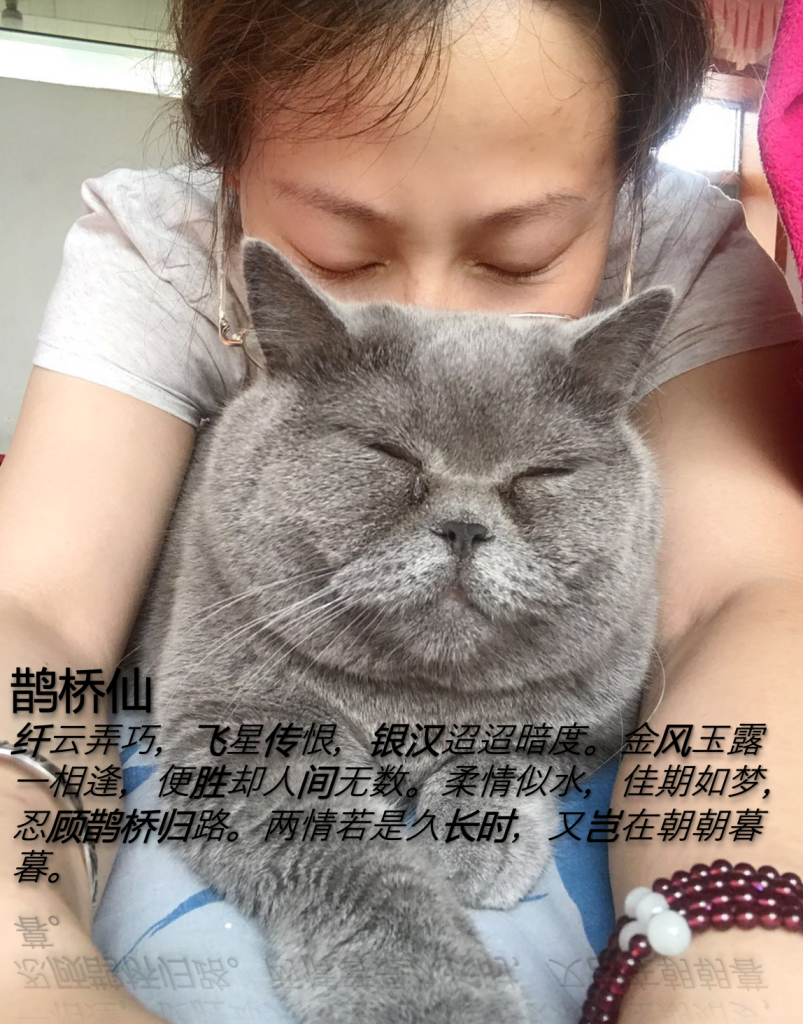 鹊桥仙
纤云弄巧，飞星传恨，银汉迢迢暗度。金风玉露
一相逢，便胜却人间无数。柔情似水，佳期如梦，
忍顾鹊桥归路。两情若是久长时，又岂在朝朝暮
暮。